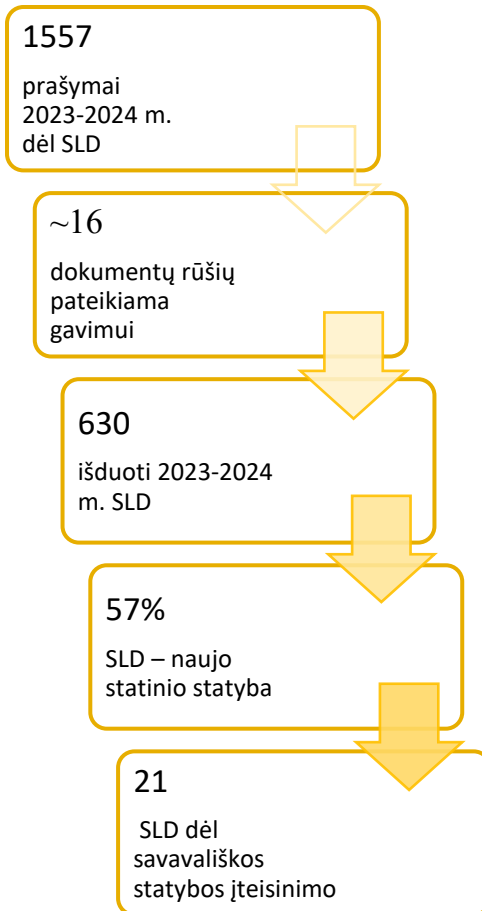 1557
prašymai
2023-2024 m.
dėl SLD
~16
dokumentų rūšių
pateikiama
gavimui
630
išduoti 2023-2024
m. SLD
57%
SLD – naujo
statinio statyba
21
SLD dėl
savavališkos
statybos įteisinimo